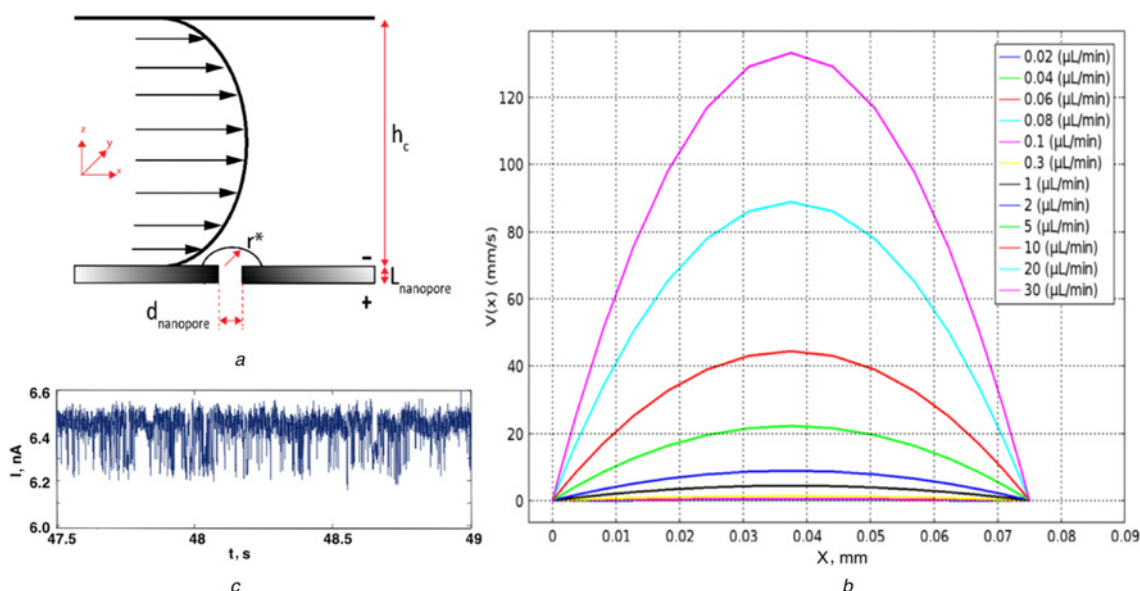 z
y
x
h_c
r*
-
+
L_nanopore
d_nanopore
a
6.6
6.4
6.2
6.0
I, nA
47.5 48 48.5 49
t, s
c
120
100
80
60
40
20
0
V(x) (mm/s)
0 0.01 0.02 0.03 0.04 0.05 0.06 0.07 0.08 0.09
X, mm
0.02 (μL/min)
0.04 (μL/min)
0.06 (μL/min)
0.08 (μL/min)
0.1 (μL/min)
0.3 (μL/min)
1 (μL/min)
2 (μL/min)
5 (μL/min)
10 (μL/min)
20 (μL/min)
30 (μL/min)
b